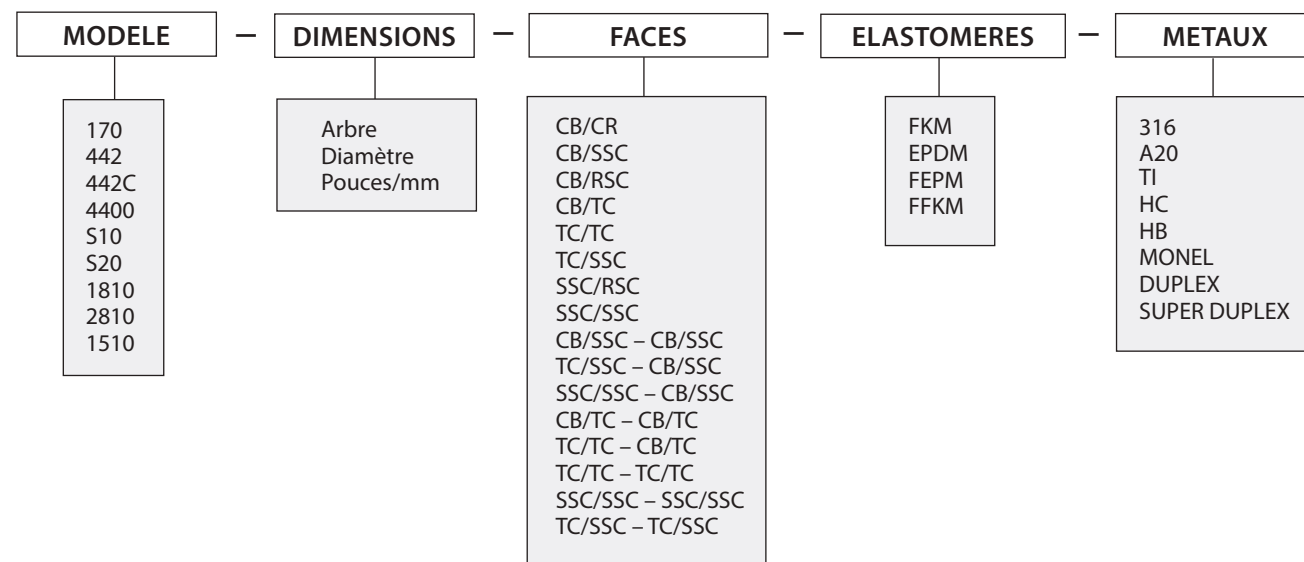 MODELE – DIMENSIONS – FACES – ELASTOMERES – METAUX
170
442
442C
4400
S10
S20
1810
2810
1510
Arbre
Diamètre
Pouces/mm
CB/CR
CB/SSC
CB/RSC
CB/TC
TC/TC
TC/SSC
SSC/RSC
SSC/SSC
CB/SSC – CB/SSC
TC/SSC – CB/SSC
SSC/SSC – CB/SSC
CB/TC – CB/TC
TC/TC – CB/TC
TC/TC – TC/TC
SSC/SSC – SSC/SSC
TC/SSC – TC/SSC
FKM
EPDM
FEPM
FFKM
316
A20
TI
HC
HB
MONEL
DUPLEX
SUPER DUPLEX